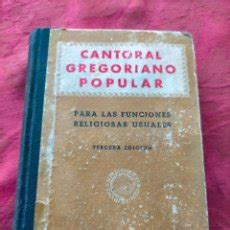 CANTORAL
GREGORIANO
POPULAR
PARA LAS FUNCIONES
RELIGIOSAS USUALES
TERCERA EDICION